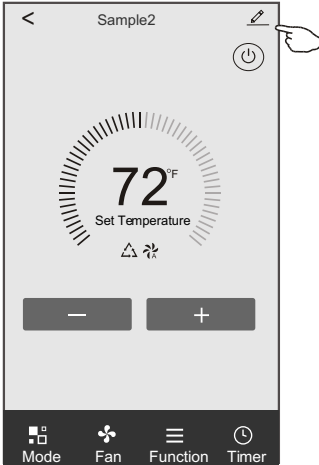 < Sample2
72°F
Set Temperature
A
− +
Mode Fan Function Timer